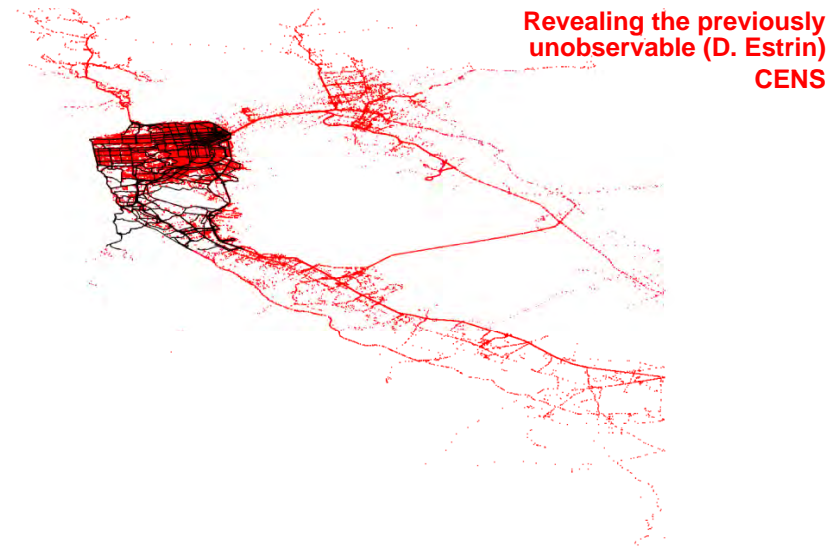 Revealing the previously
unobservable (D. Estrin)
CENS